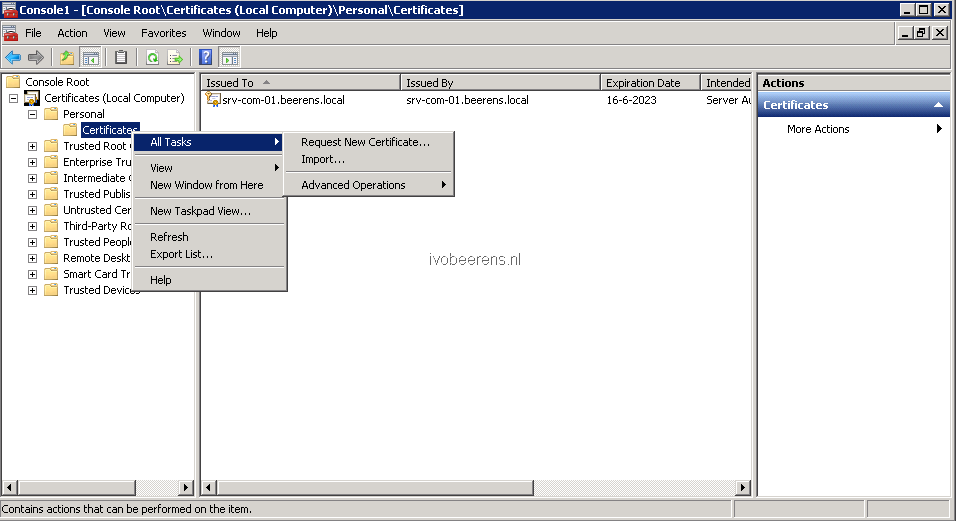 Console1 - [Console Root\Certificates (Local Computer)\Personal\Certificates]
File Action View Favorites Window Help
Console Root
Certificates (Local Computer)
Personal
Certificates
Trusted Root
Enterprise Tru
Intermediate
Trusted Publis
Untrusted Cer
Third-Party Ro
Trusted People
Remote Deskt
Smart Card Tr
Trusted Devices
All Tasks
View
New Window from Here
New Taskpad View...
Refresh
Export List...
Help
Request New Certificate...
Import...
Advanced Operations
Issued To Issued By Expiration Date Intended
srv-com-01.beerens.local srv-com-01.beerens.local 16-6-2023 Server Au
ivobeerens.nl
Actions
Certificates
More Actions
Contains actions that can be performed on the item.